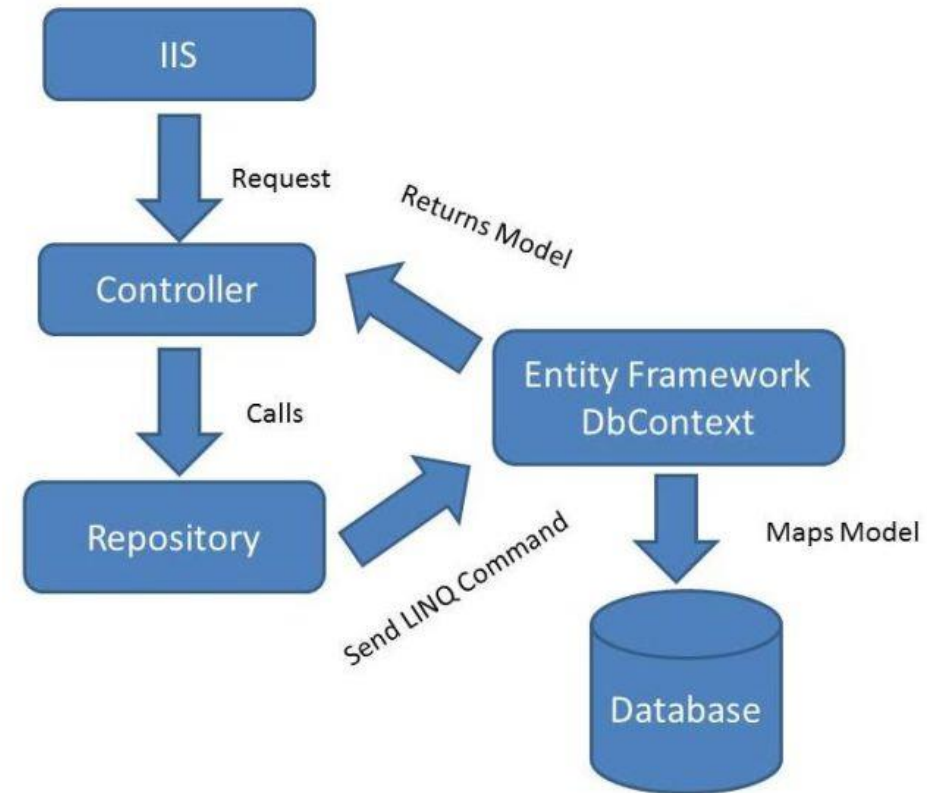 IIS
Request
Returns Model
Controller
Entity Framework
DbContext
Calls
Repository
Send LINQ Command
Maps Model
Database